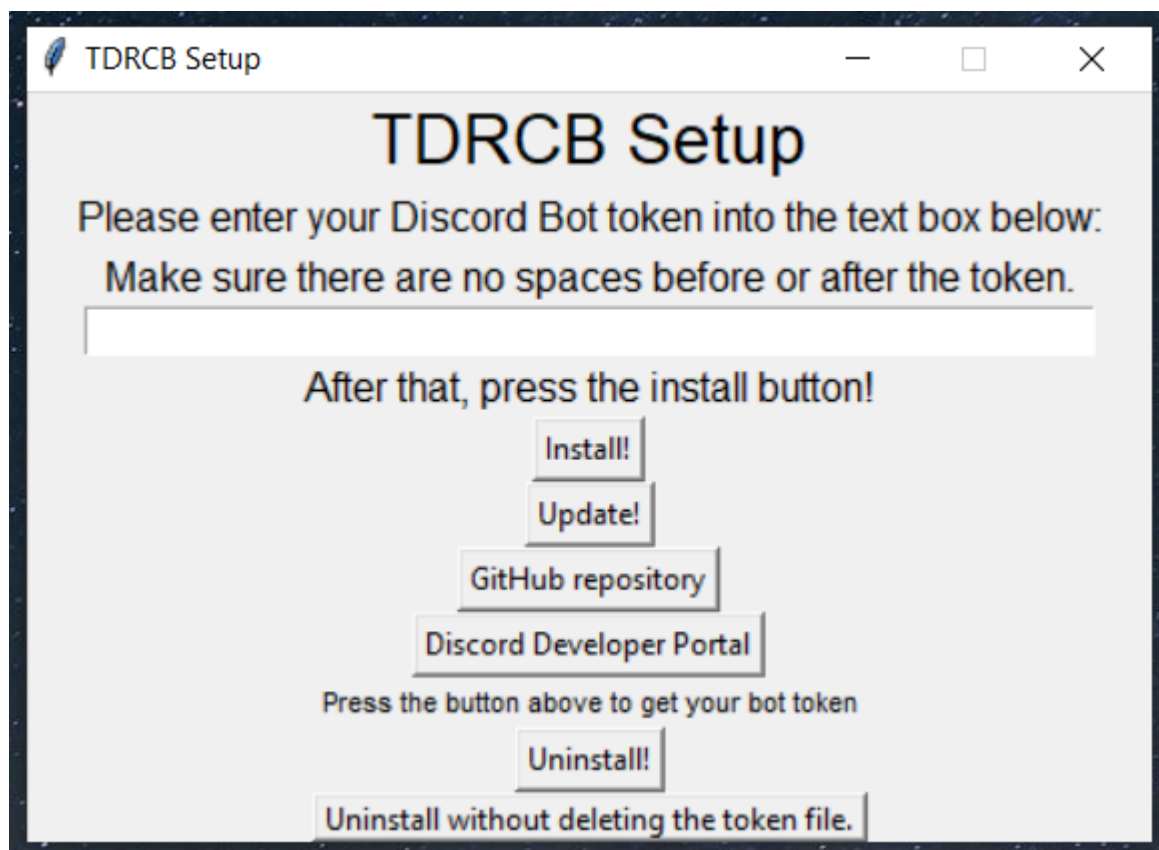 TDRCB Setup
TDRCB Setup
Please enter your Discord Bot token into the text box below:
Make sure there are no spaces before or after the token.
After that, press the install button!
Install!
Update!
GitHub repository
Discord Developer Portal
Press the button above to get your bot token
Uninstall!
Uninstall without deleting the token file.